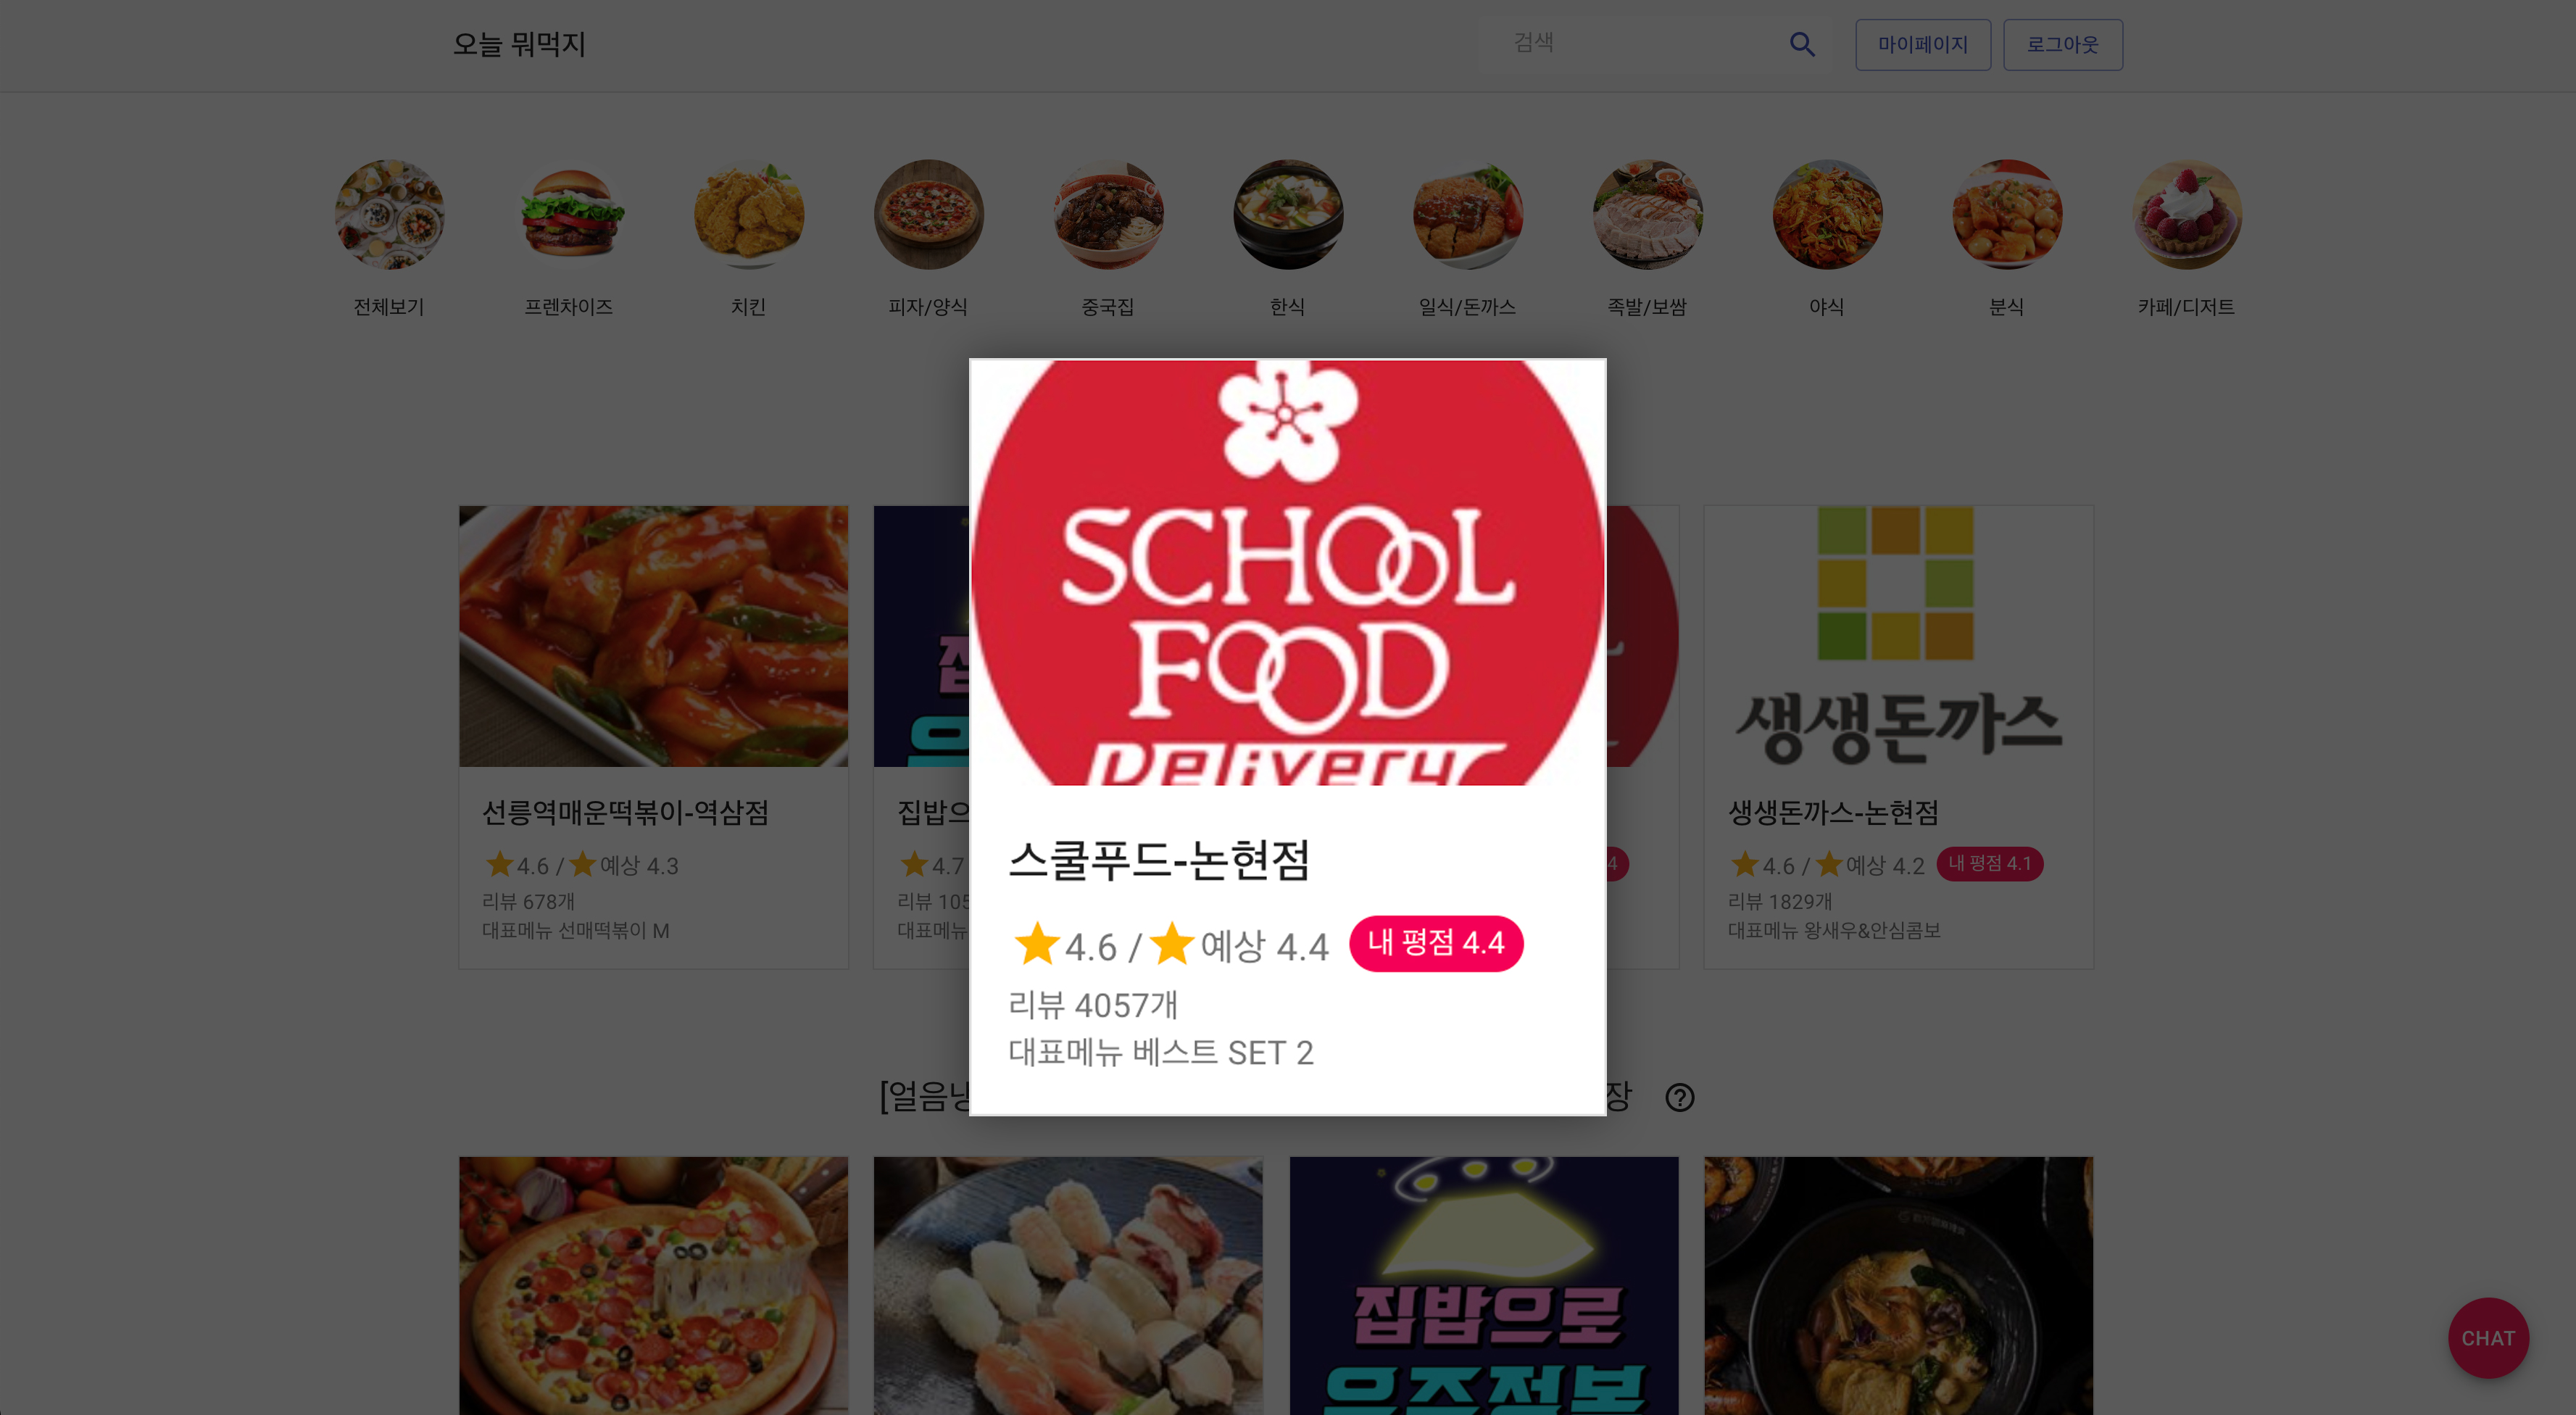 오늘 뭐먹지
검색
마이페이지
로그아웃
전체보기
프렌차이즈
치킨
피자/양식
중국집
한식
일식/돈까스
족발/보쌈
야식
분식
카페/디저트
SCHOOL
FOOD
Delivery
스쿨푸드-논현점
4.6 / 예상 4.4 내 평점 4.4
리뷰 4057개
대표메뉴 베스트 SET 2
선릉역매운떡볶이-역삼점
4.6 / 예상 4.3
리뷰 678개
대표메뉴 선매떡볶이 M
4.7
대표메뉴
생생돈까스
생생돈까스-논현점
4.6 / 예상 4.2 내 평점 4.1
리뷰 1829개
대표메뉴 왕새우&안심콤보
[얼음
장
집밥으로
우주정복
CHAT